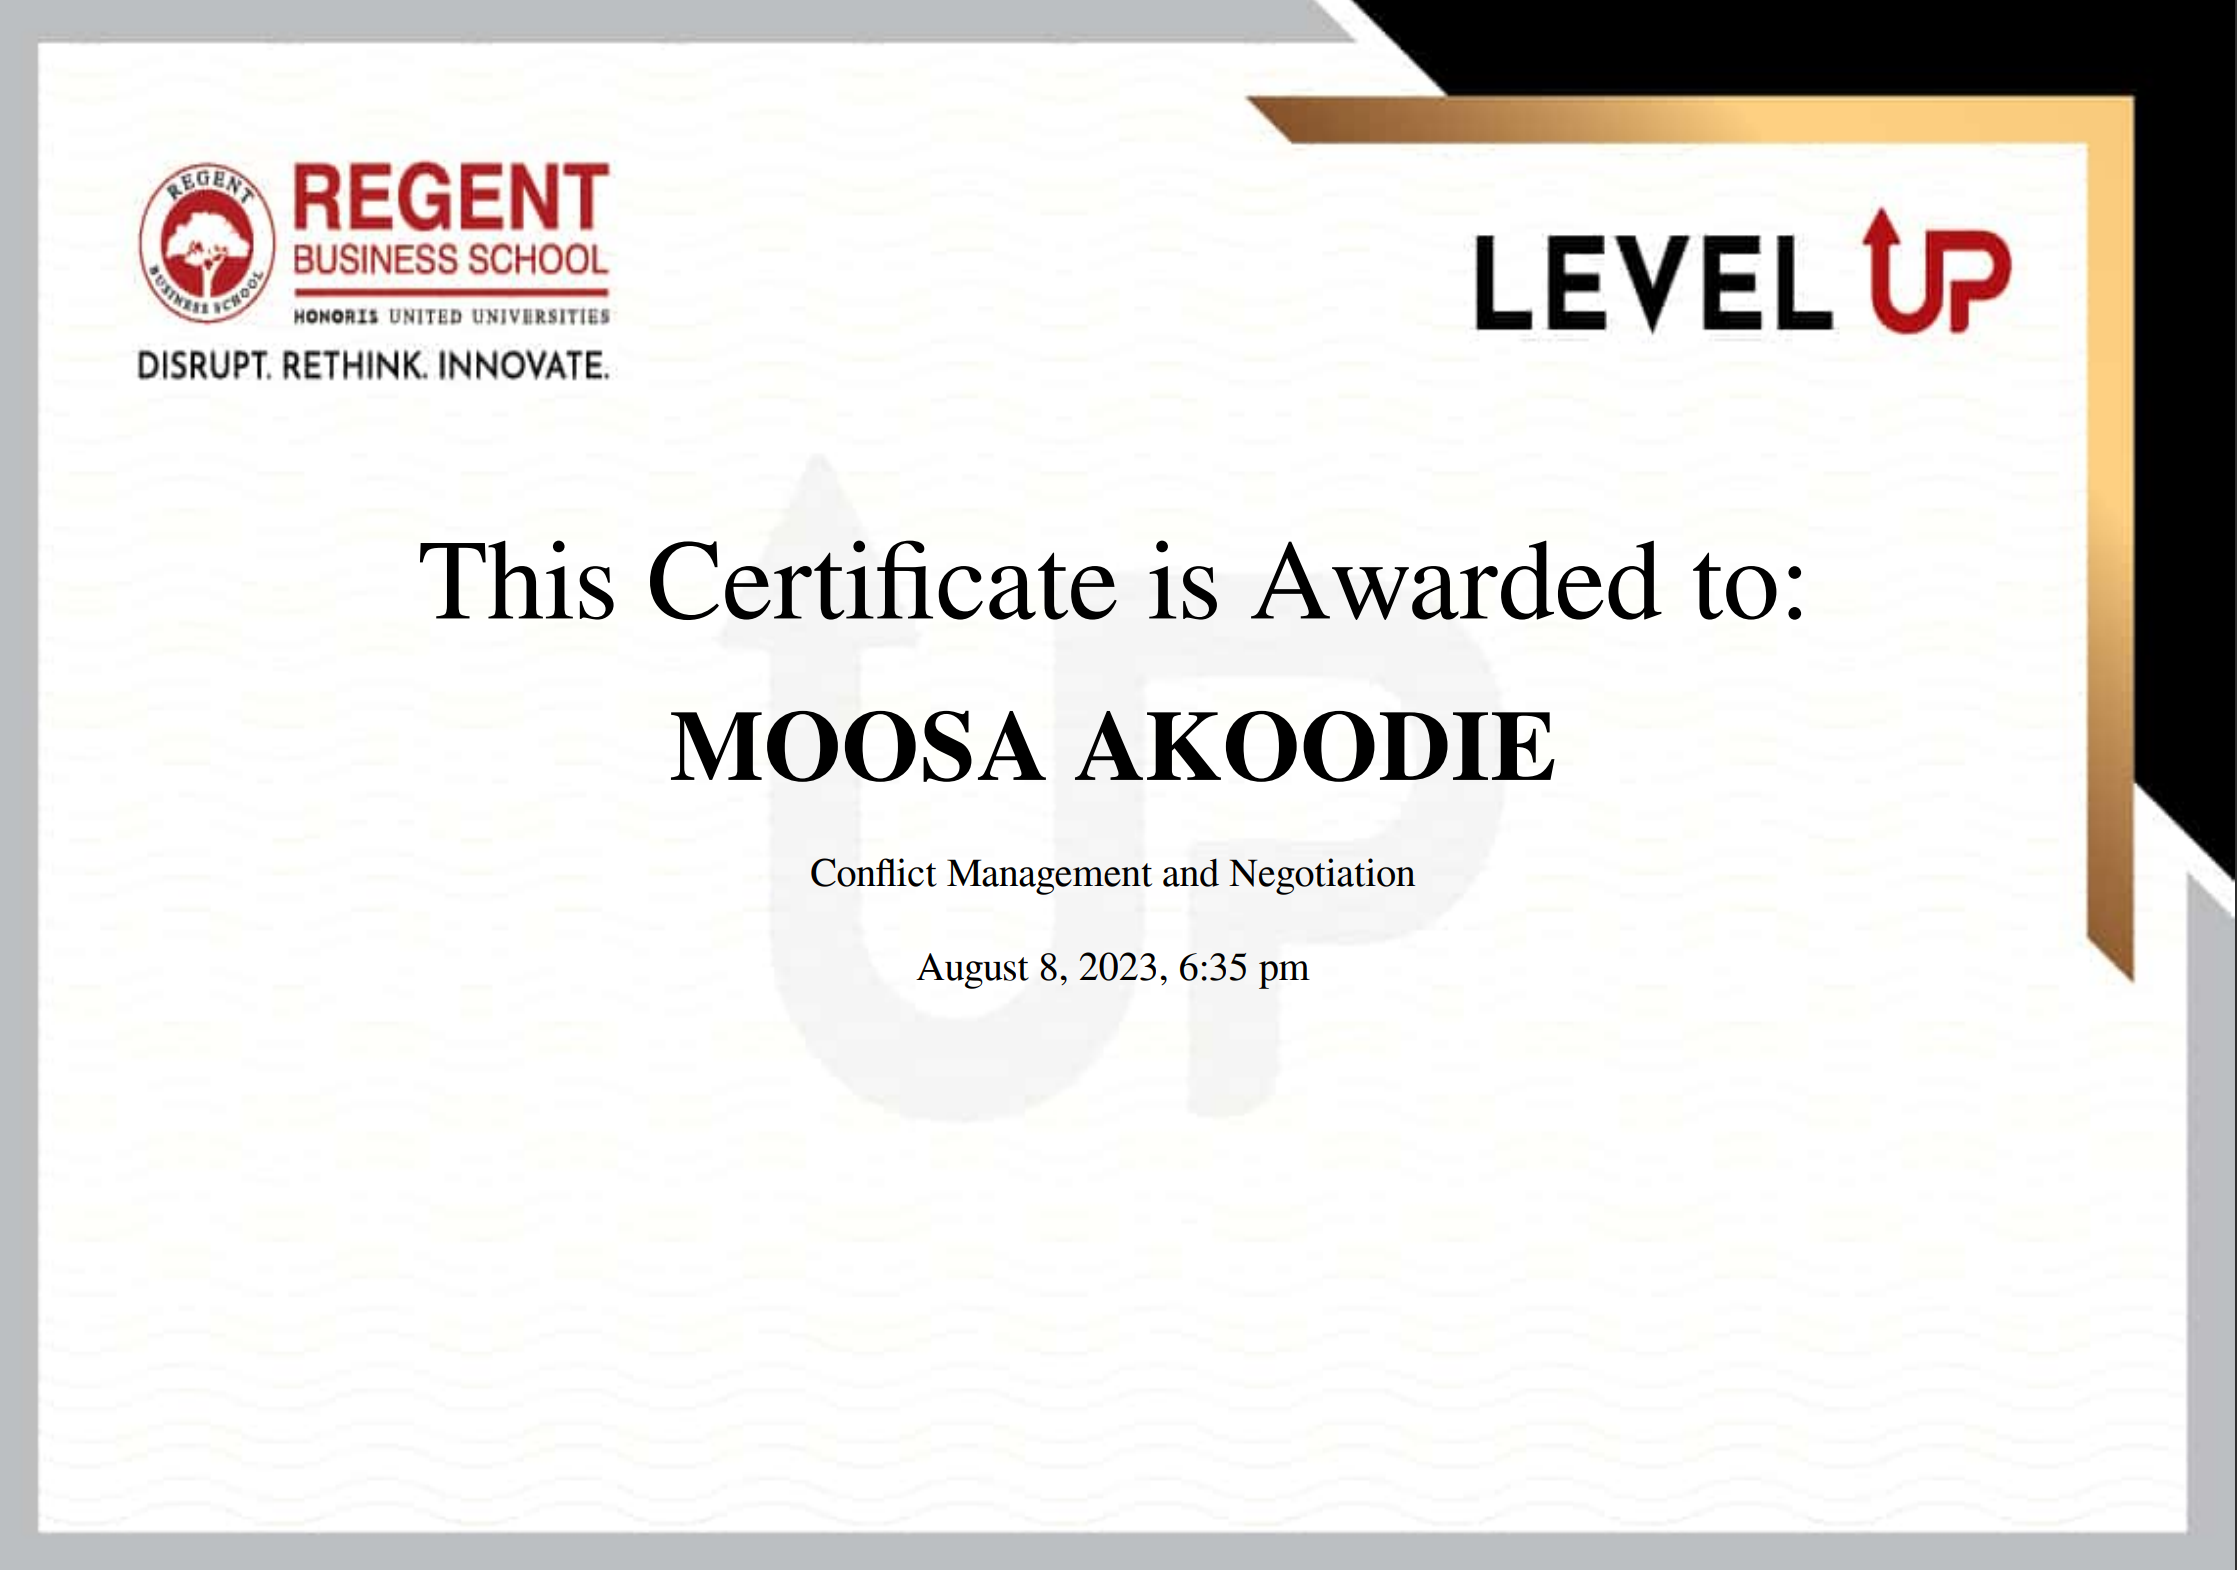 REGENT
BUSINESS SCHOOL
REGENT
BUSINESS SCHOOL
HONORIS UNITED UNIVERSITIES
DISRUPT. RETHINK. INNOVATE.
LEVEL UP
This Certificate is Awarded to:
MOOSA AKOODIE
Conflict Management and Negotiation
August 8, 2023, 6:35 pm
UP